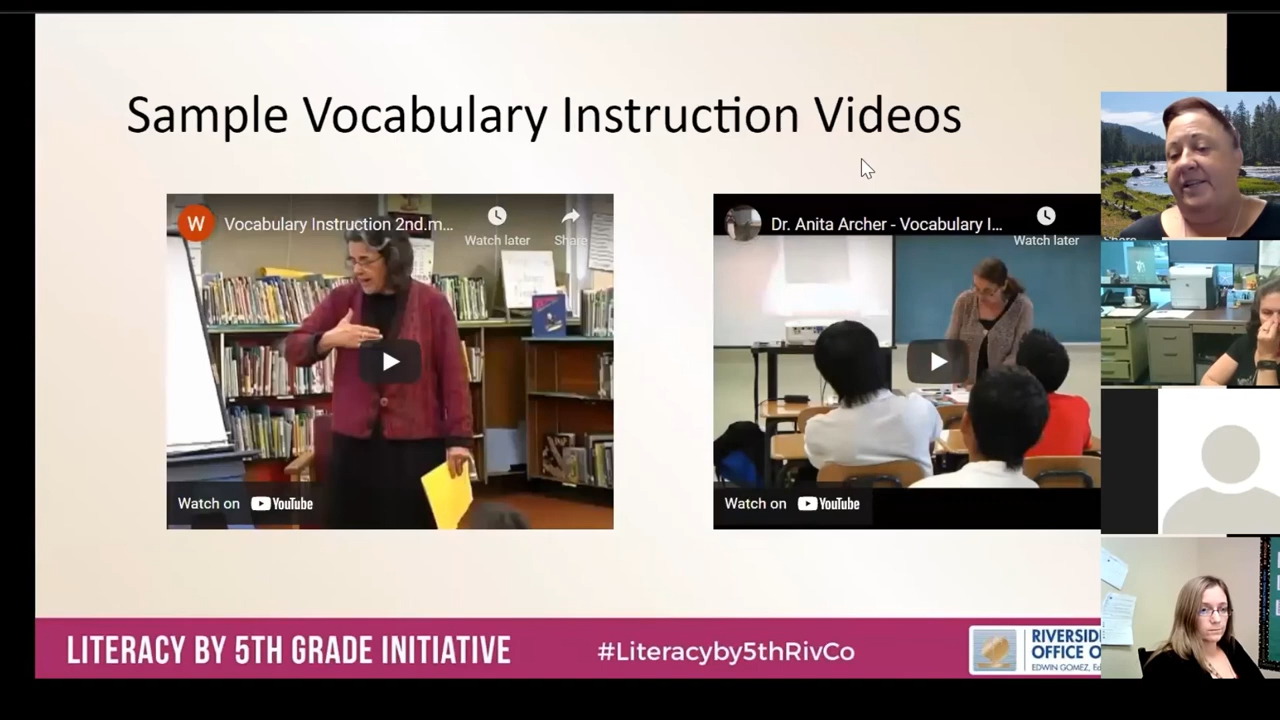 Sample Vocabulary Instruction Videos
W
Vocabulary Instruction 2nd.m...
Watch later
Share
Watch on YouTube
Dr. Anita Archer - Vocabulary I...
Watch later
Share
Watch on YouTube
LITERACY BY 5TH GRADE INITIATIVE
#Literacyby5thRivCo
RIVERSID
OFFICE O
EDWIN GOMEZ, Ed